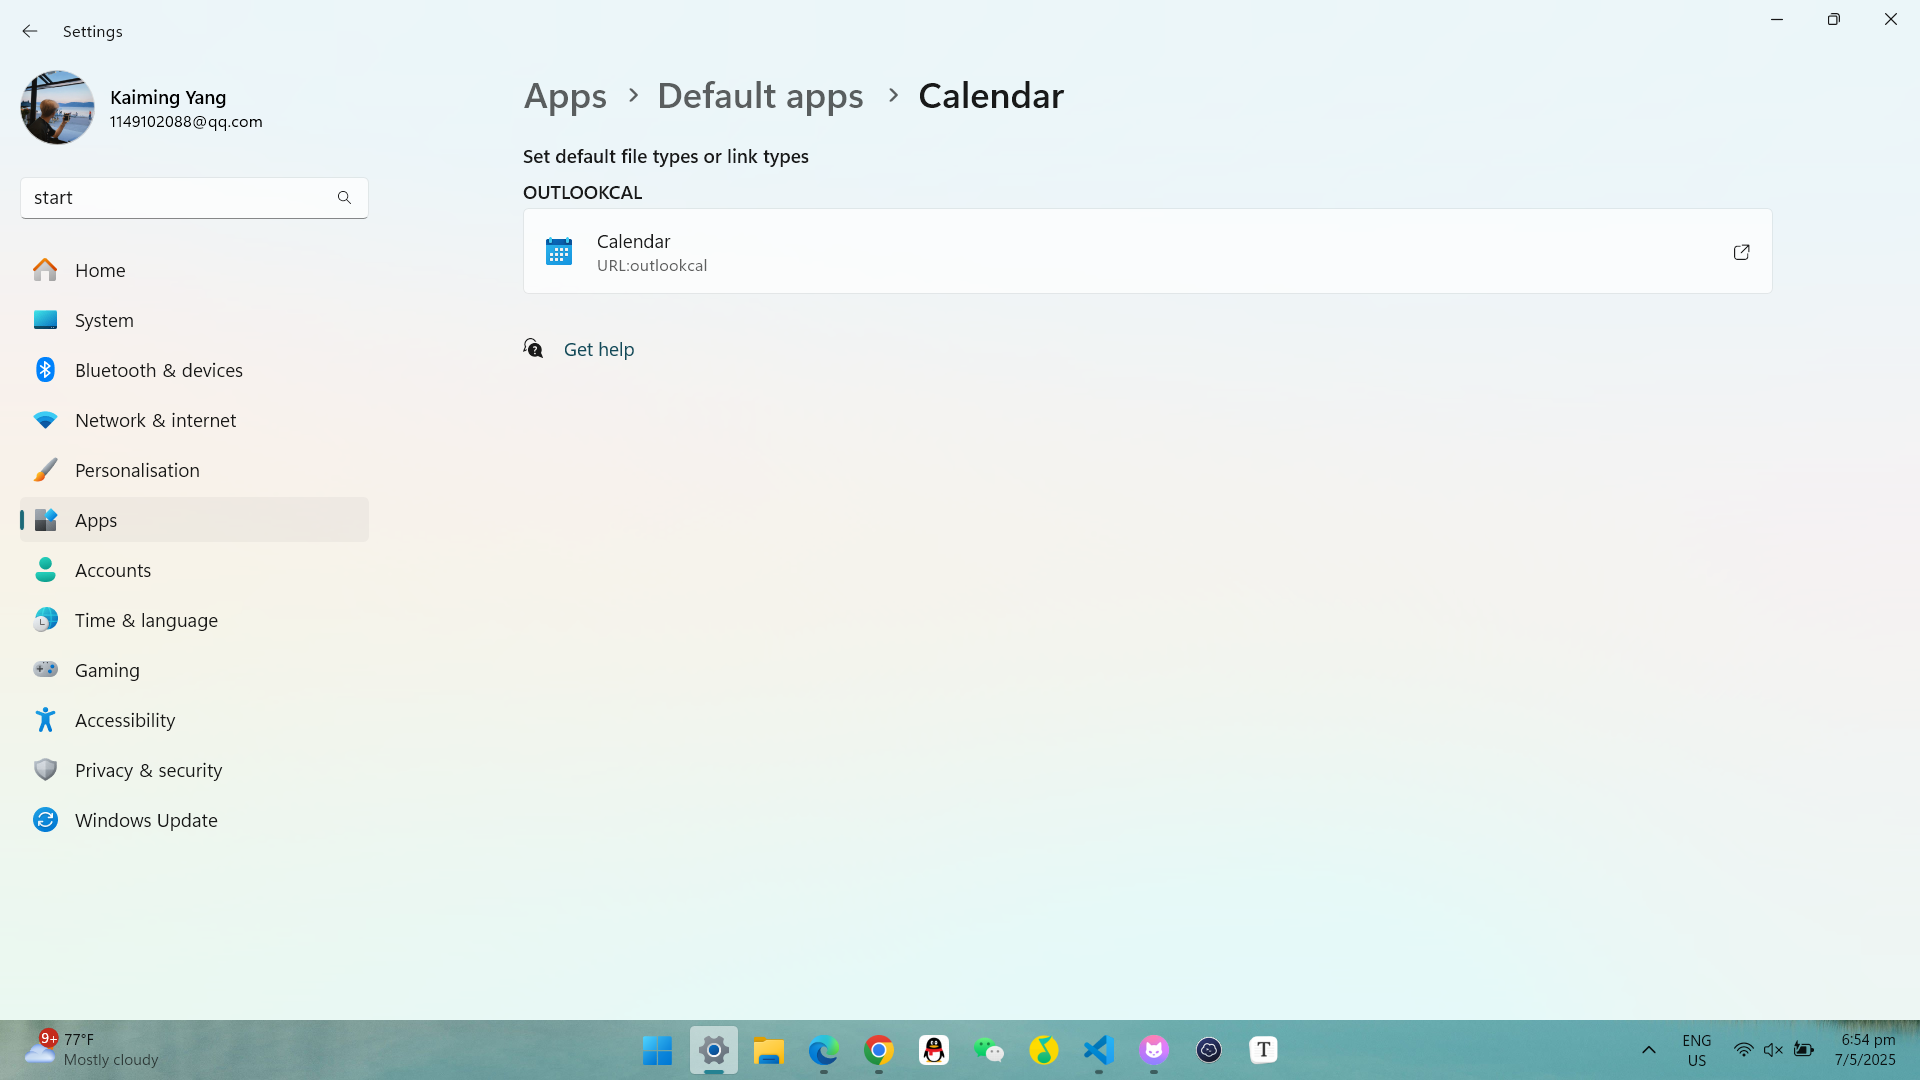 Settings
Kaiming Yang
1149102088@qq.com
start
Home
System
Bluetooth & devices
Network & internet
Personalisation
Apps
Accounts
Time & language
Gaming
Accessibility
Privacy & security
Windows Update
Apps > Default apps > Calendar
Set default file types or link types
OUTLOOKCAL
Calendar
URL:outlookcal
Get help
9+
77°F
Mostly cloudy
T
ENG
US
6:54 pm
7/5/2025